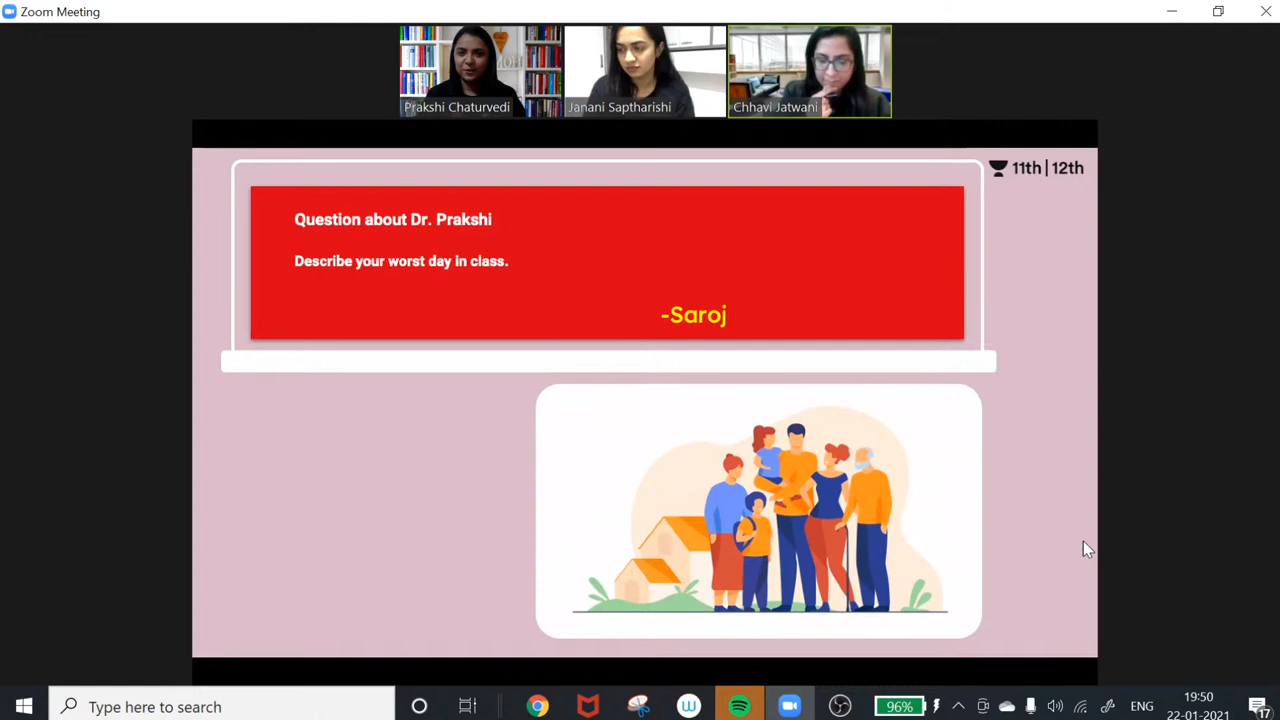 Zoom Meeting
Prakshi Chaturvedi
Janani Saptharishi
Chhavi Jatwani
11th | 12th
Question about Dr. Prakshi
Describe your worst day in class.
-Saroj
Type here to search
96%
ENG
19:50
22-01-2021
17